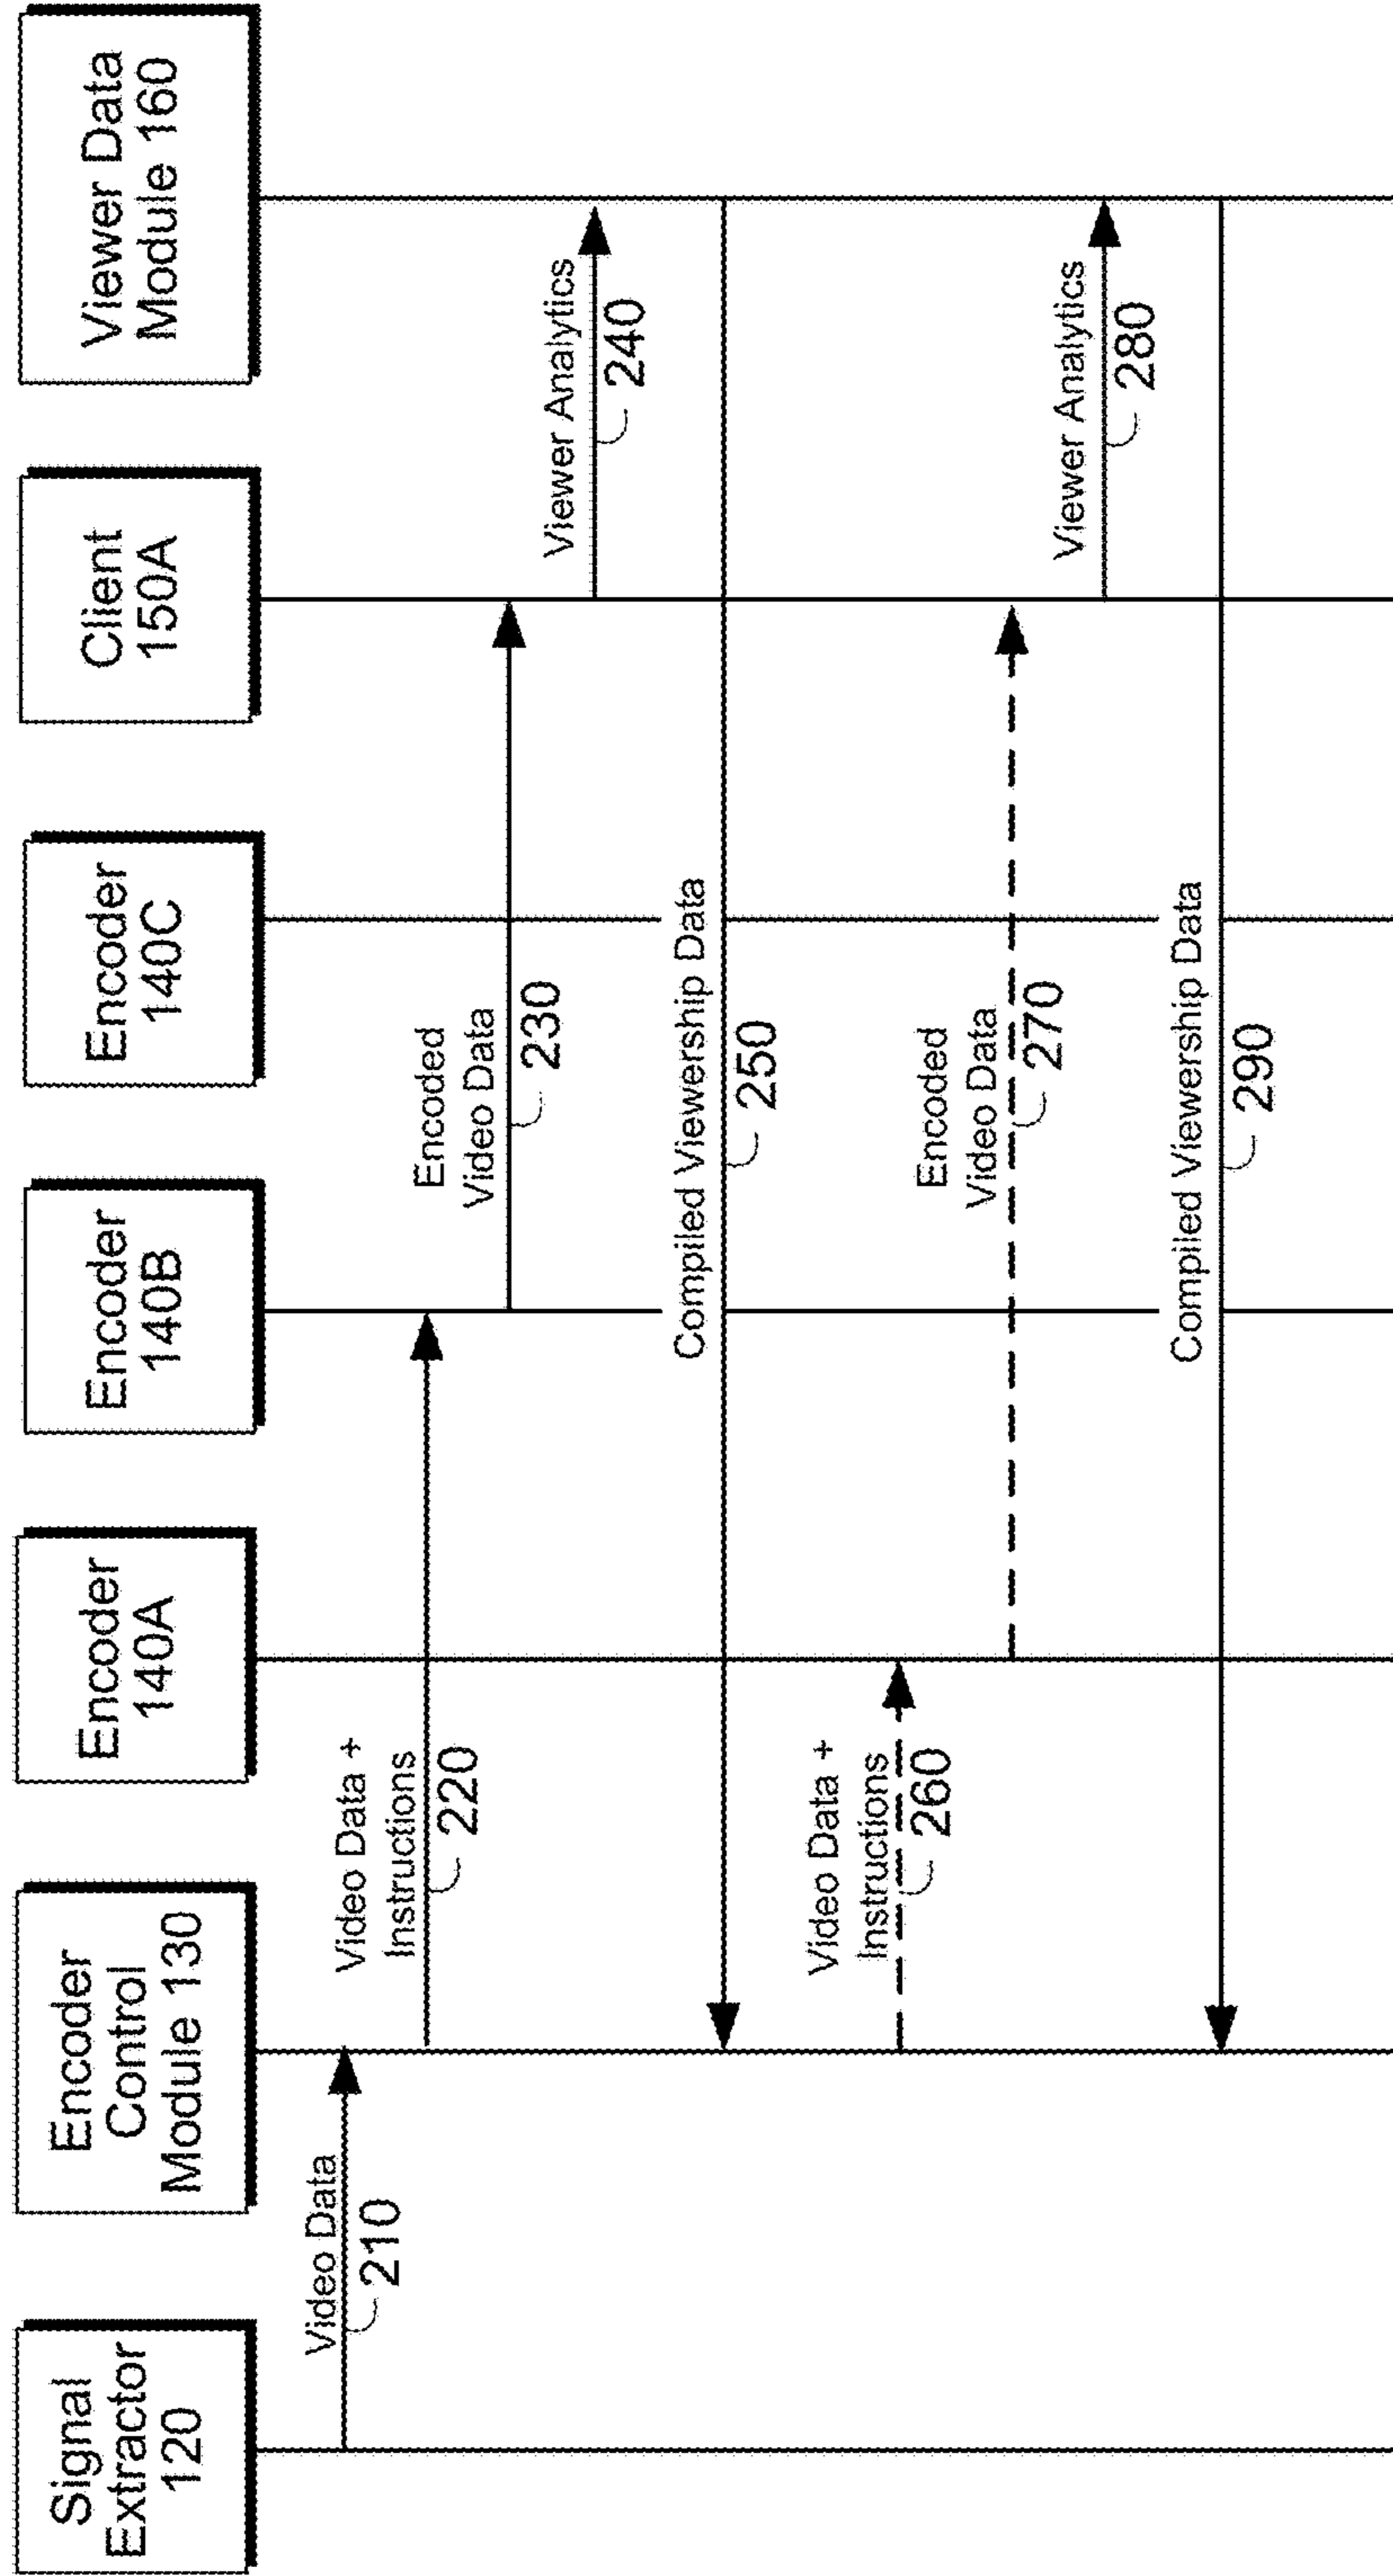 Signal
Extractor
120
Encoder
Control
Module 130
Encoder
140A
Encoder
140B
Encoder
140C
Client
150A
Viewer Data
Module 160
Video Data
210
Video Data +
Instructions
220
Encoded
Video Data
230
Viewer Analytics
240
Compiled Viewership Data
250
Video Data +
Instructions
260
Encoded
Video Data
270
Viewer Analytics
280
Compiled Viewership Data
290